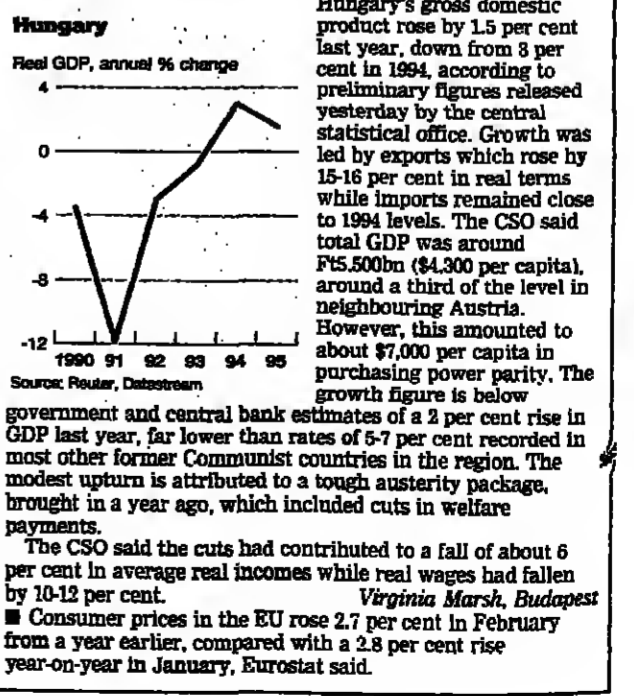 Hungary
Real GDP, annual % change
4
0
-4
-8
-12
1990 91 92 93 94 95
Source: Reuter, Datastream
Hungary's gross domestic
product rose by 1.5 per cent
last year, down from 3 per
cent in 1994, according to
preliminary figures released
yesterday by the central
statistical office. Growth was
led by exports which rose by
15-16 per cent in real terms
while imports remained close
to 1994 levels. The CSO said
total GDP was around
Ft5,500bn ($4,300 per capita),
around a third of the level in
neighbouring Austria.
However, this amounted to
about $7,000 per capita in
purchasing power parity. The
growth figure is below
government and central bank estimates of a 2 per cent rise in
GDP last year, far lower than rates of 5-7 per cent recorded in
most other former Communist countries in the region. The
modest upturn is attributed to a tough austerity package,
brought in a year ago, which included cuts in welfare
payments.
The CSO said the cuts had contributed to a fall of about 6
per cent in average real incomes while real wages had fallen
by 10-12 per cent. Virginia Marsh, Budapest
■ Consumer prices in the EU rose 2.7 per cent in February
from a year earlier, compared with a 2.8 per cent rise
year-on-year in January, Eurostat said.